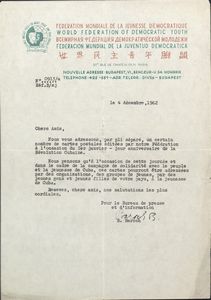 FEDERATION MONDIALE DE LA JEUNESSE DEMOCRATIQUE
WORLD FEDERATION OF DEMOCRATIC YOUTH
ВСЕМИРНАЯ ФЕДЕРАЦИЯ ДЕМОКРАТИЧЕСКОЙ МОЛОДЕЖИ
FEDERACION MUNDIAL DE LA JUVENTUD DEMOCRATICA
世界民主青年聯盟
NOUVELLE ADRESSE BUDAPEST, VI, BENCZUR-U 34 HONGRIE
BUDAPEST
le 4 décembre, 1962
Chers Amis,
Nous vous adressons, par pli séparé, un certain
nombre de cartes postales éditées par notre Fédération
à l'occasion du 1er janvier - jour anniversaire de la
Révolution Cubaine.
Nous pensons qu'à l'occasion de cette journée et
dans le cadre de la campagne de solidarité avec le peuple
et la jeunesse de Cuba, ces cartes pourront être adressées
par des organisations, des groupes de jeunes, par des
jeunes gens et jeunes filles de votre pays, à la jeunesse
de Cuba.
Recevez, chers amis, nos salutations les plus
cordiales.
Pour le Bureau de presse
et d'information